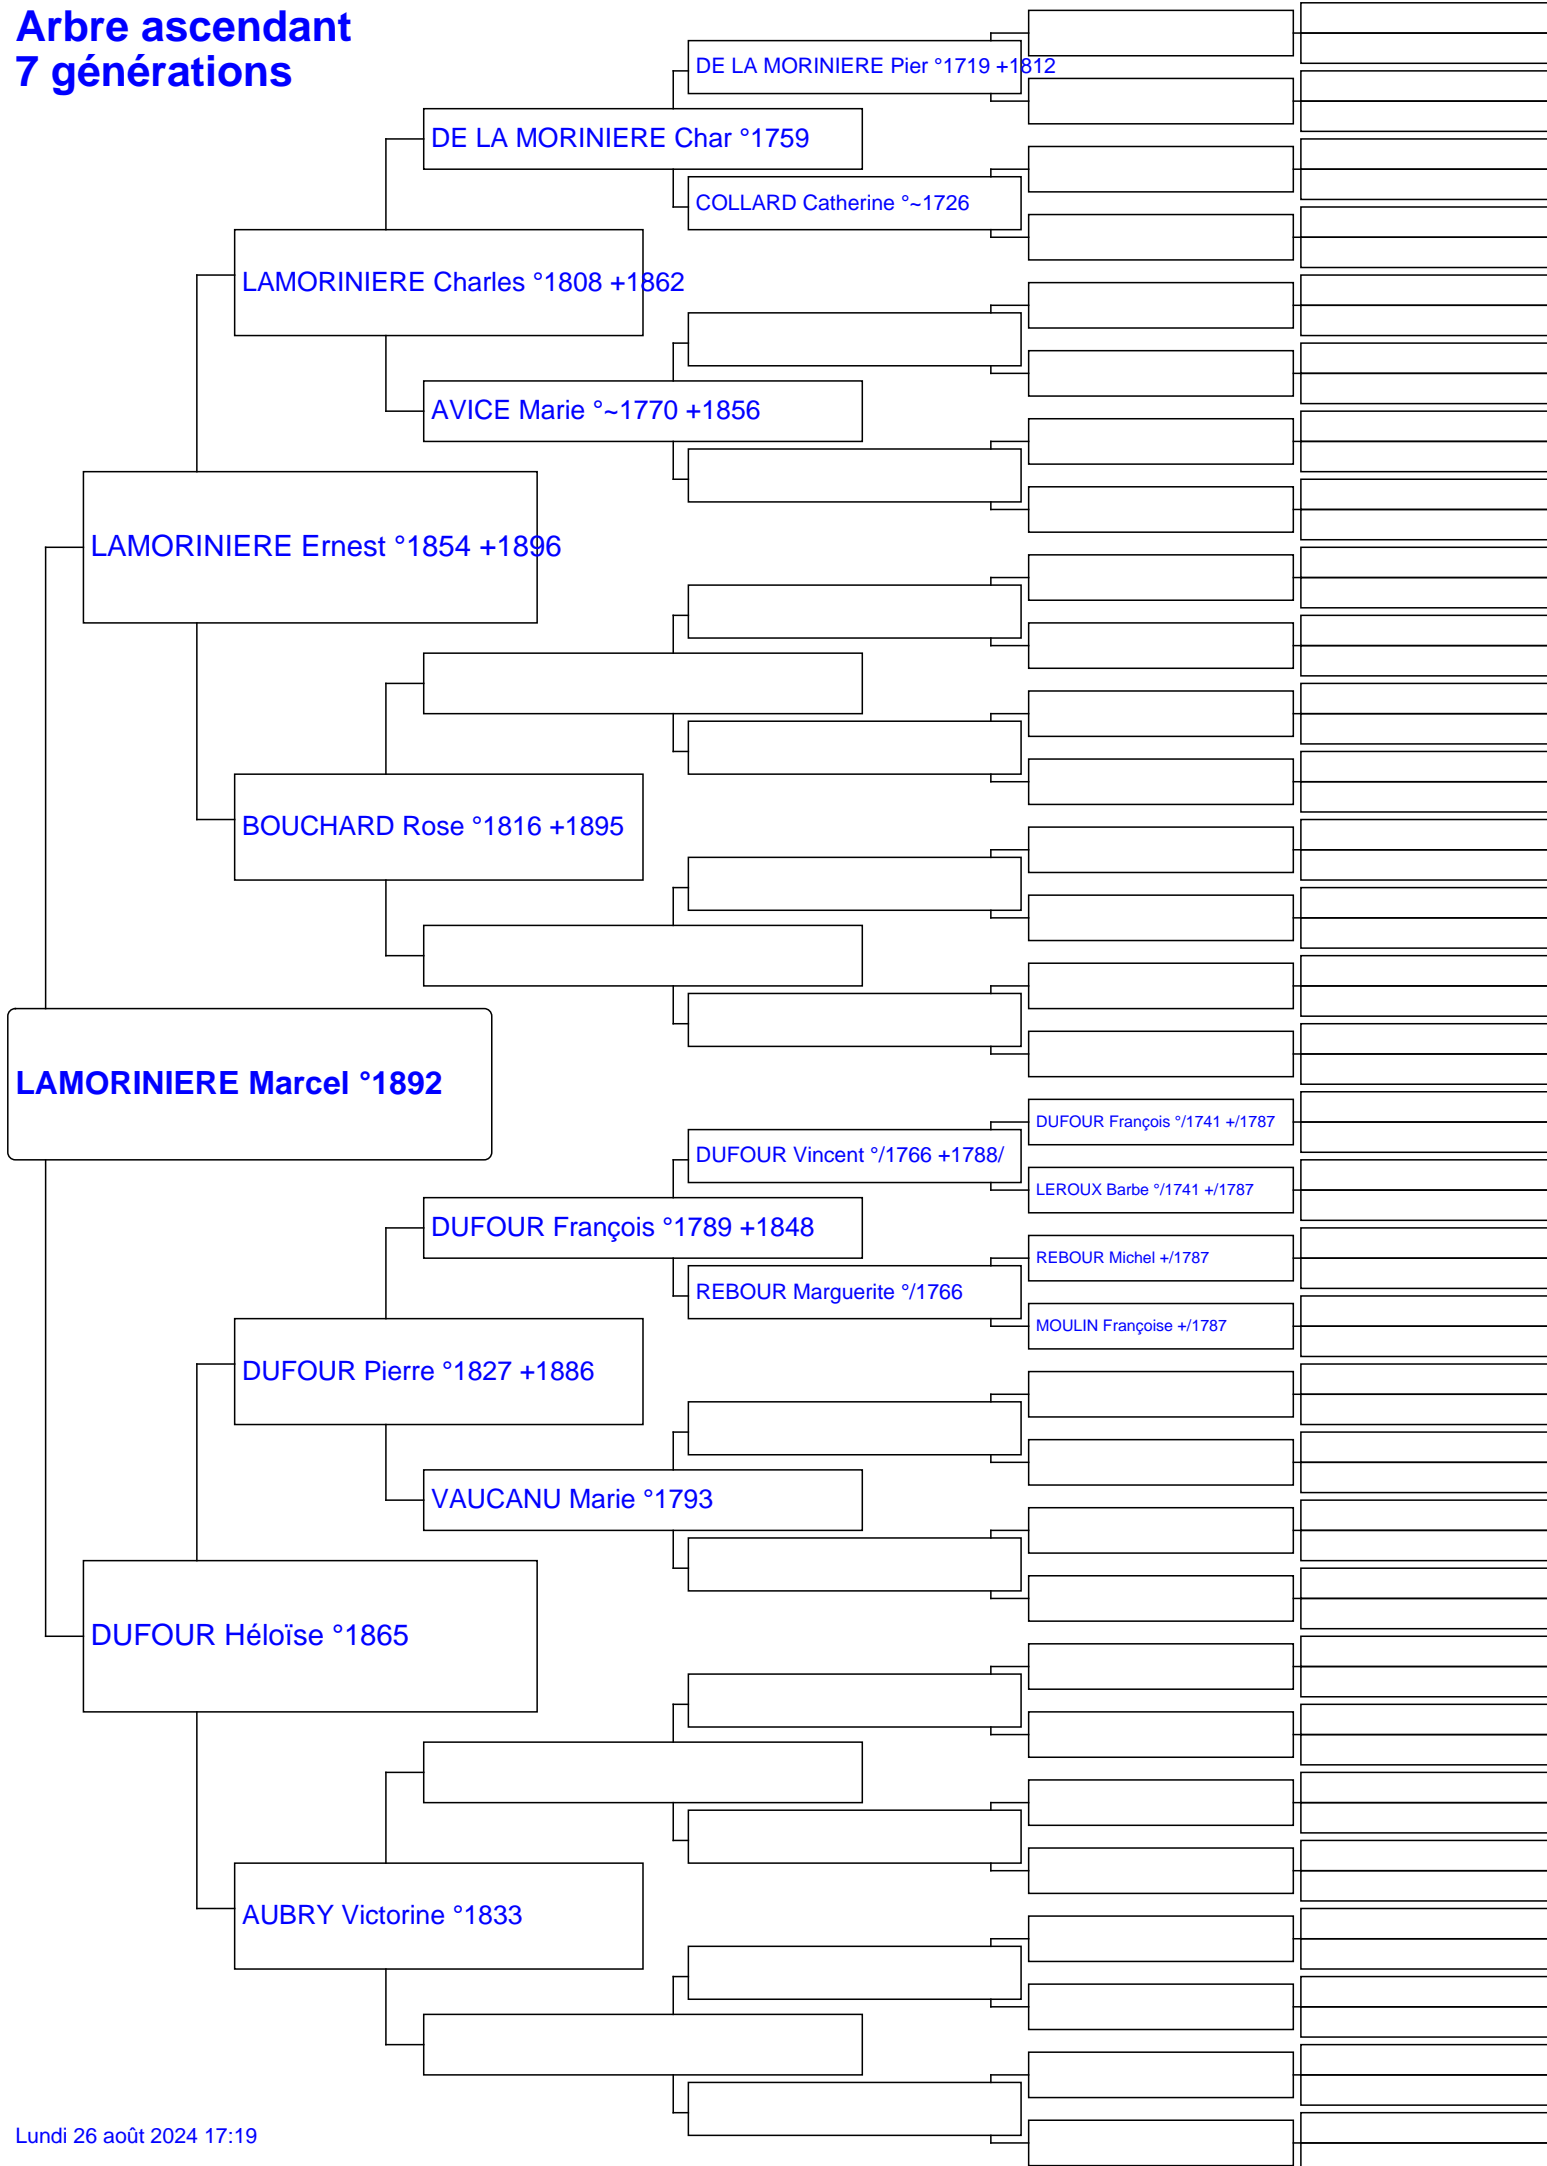 Arbre ascendant
7 générations
DE LA MORINIERE Pier °1719 +1812
DE LA MORINIERE Char °1759
COLLARD Catherine °~1726
LAMORINIERE Charles °1808 +1862
AVICE Marie °~1770 +1856
LAMORINIERE Ernest °1854 +1896
BOUCHARD Rose °1816 +1895
LAMORINIERE Marcel °1892
DUFOUR François °/1741 +/1787
DUFOUR Vincent °/1766 +1788/
LEROUX Barbe °/1741 +/1787
DUFOUR François °1789 +1848
REBOUR Michel +/1787
REBOUR Marguerite °/1766
MOULIN Françoise +/1787
DUFOUR Pierre °1827 +1886
VAUCANU Marie °1793
DUFOUR Héloïse °1865
AUBRY Victorine °1833
Lundi 26 août 2024 17:19